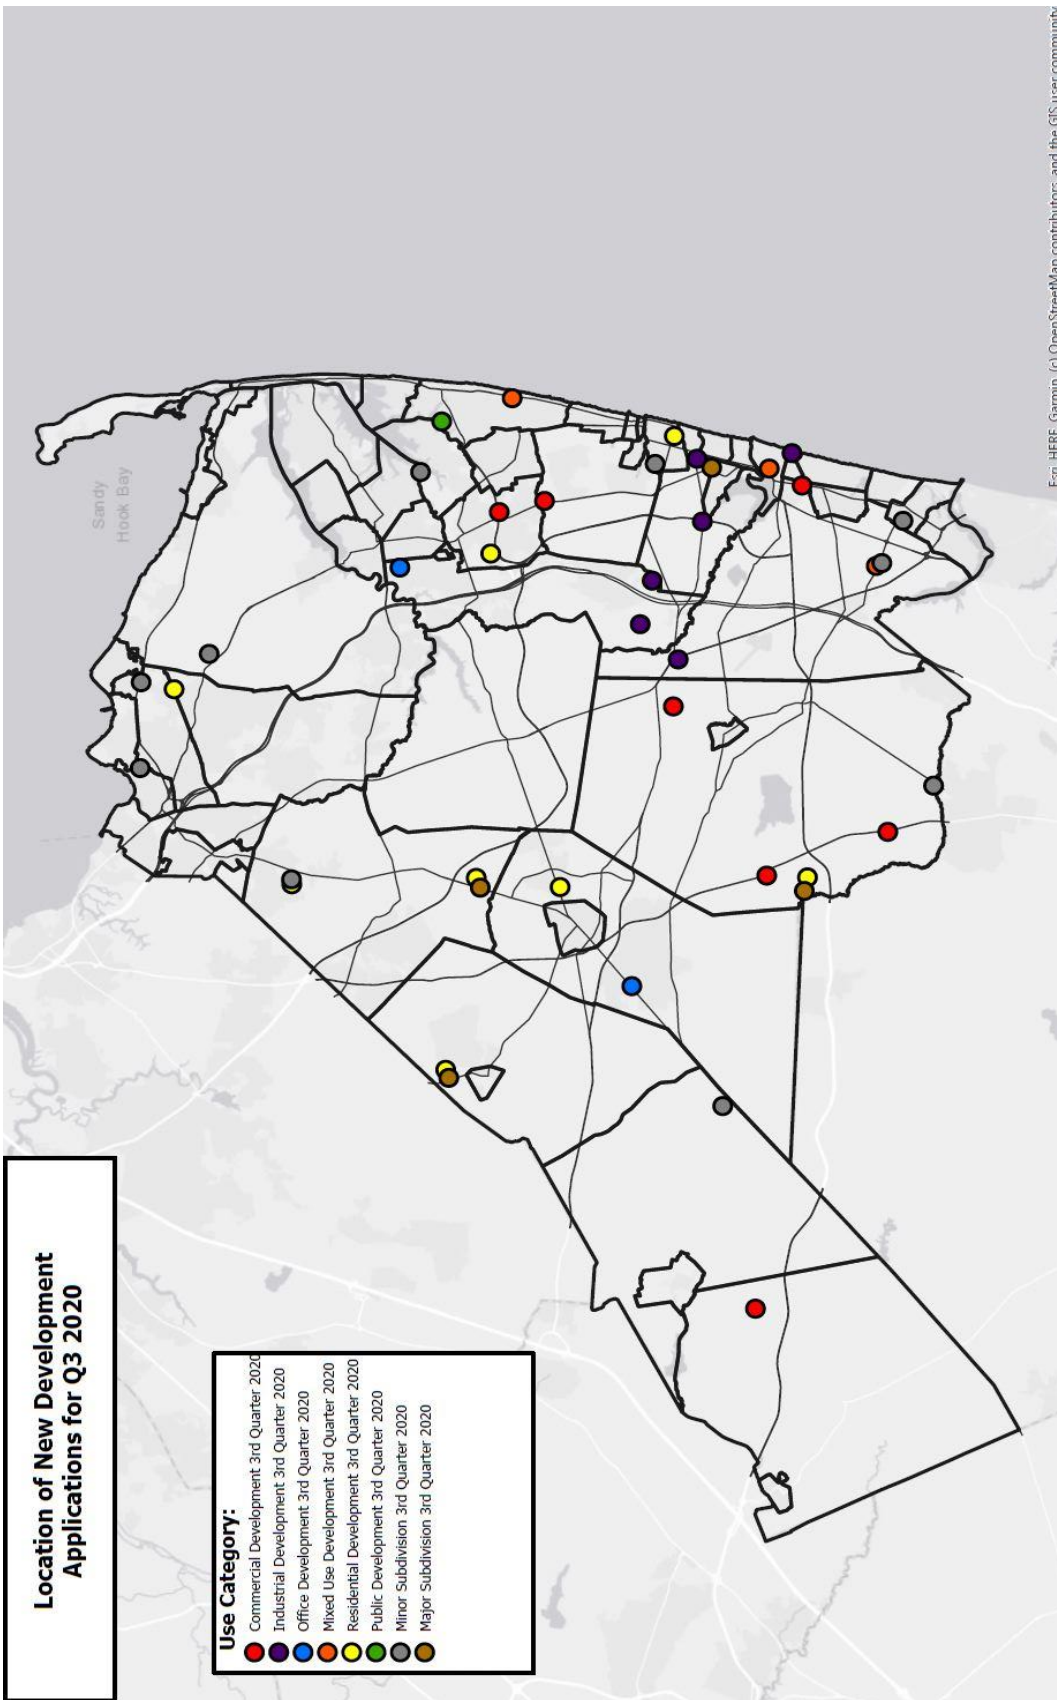 Location of New Development
Applications for Q3 2020
Use Category:
Commercial Development 3rd Quarter 2020
Industrial Development 3rd Quarter 2020
Office Development 3rd Quarter 2020
Mixed Use Development 3rd Quarter 2020
Residential Development 3rd Quarter 2020
Public Development 3rd Quarter 2020
Minor Subdivision 3rd Quarter 2020
Major Subdivision 3rd Quarter 2020
Sandy
Hook Bay
Esri, HERE, Garmin, (c) OpenStreetMap contributors, and the GIS user community